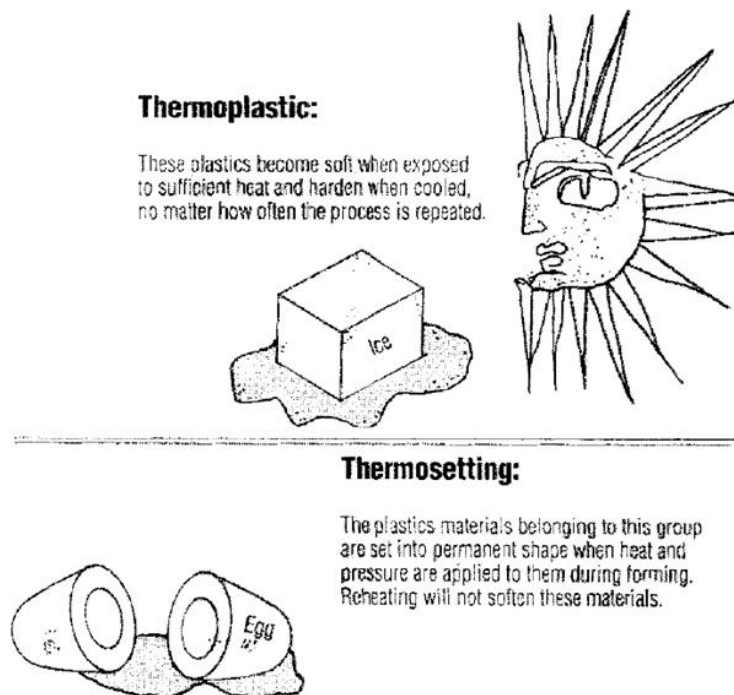 Thermoplastic:
These plastics become soft when exposed
to sufficient heat and harden when cooled,
no matter how often the process is repeated.
Ice
Thermosetting:
The plastics materials belonging to this group
are set into permanent shape when heat and
pressure are applied to them during forming.
Reheating will not soften these materials.
Egg